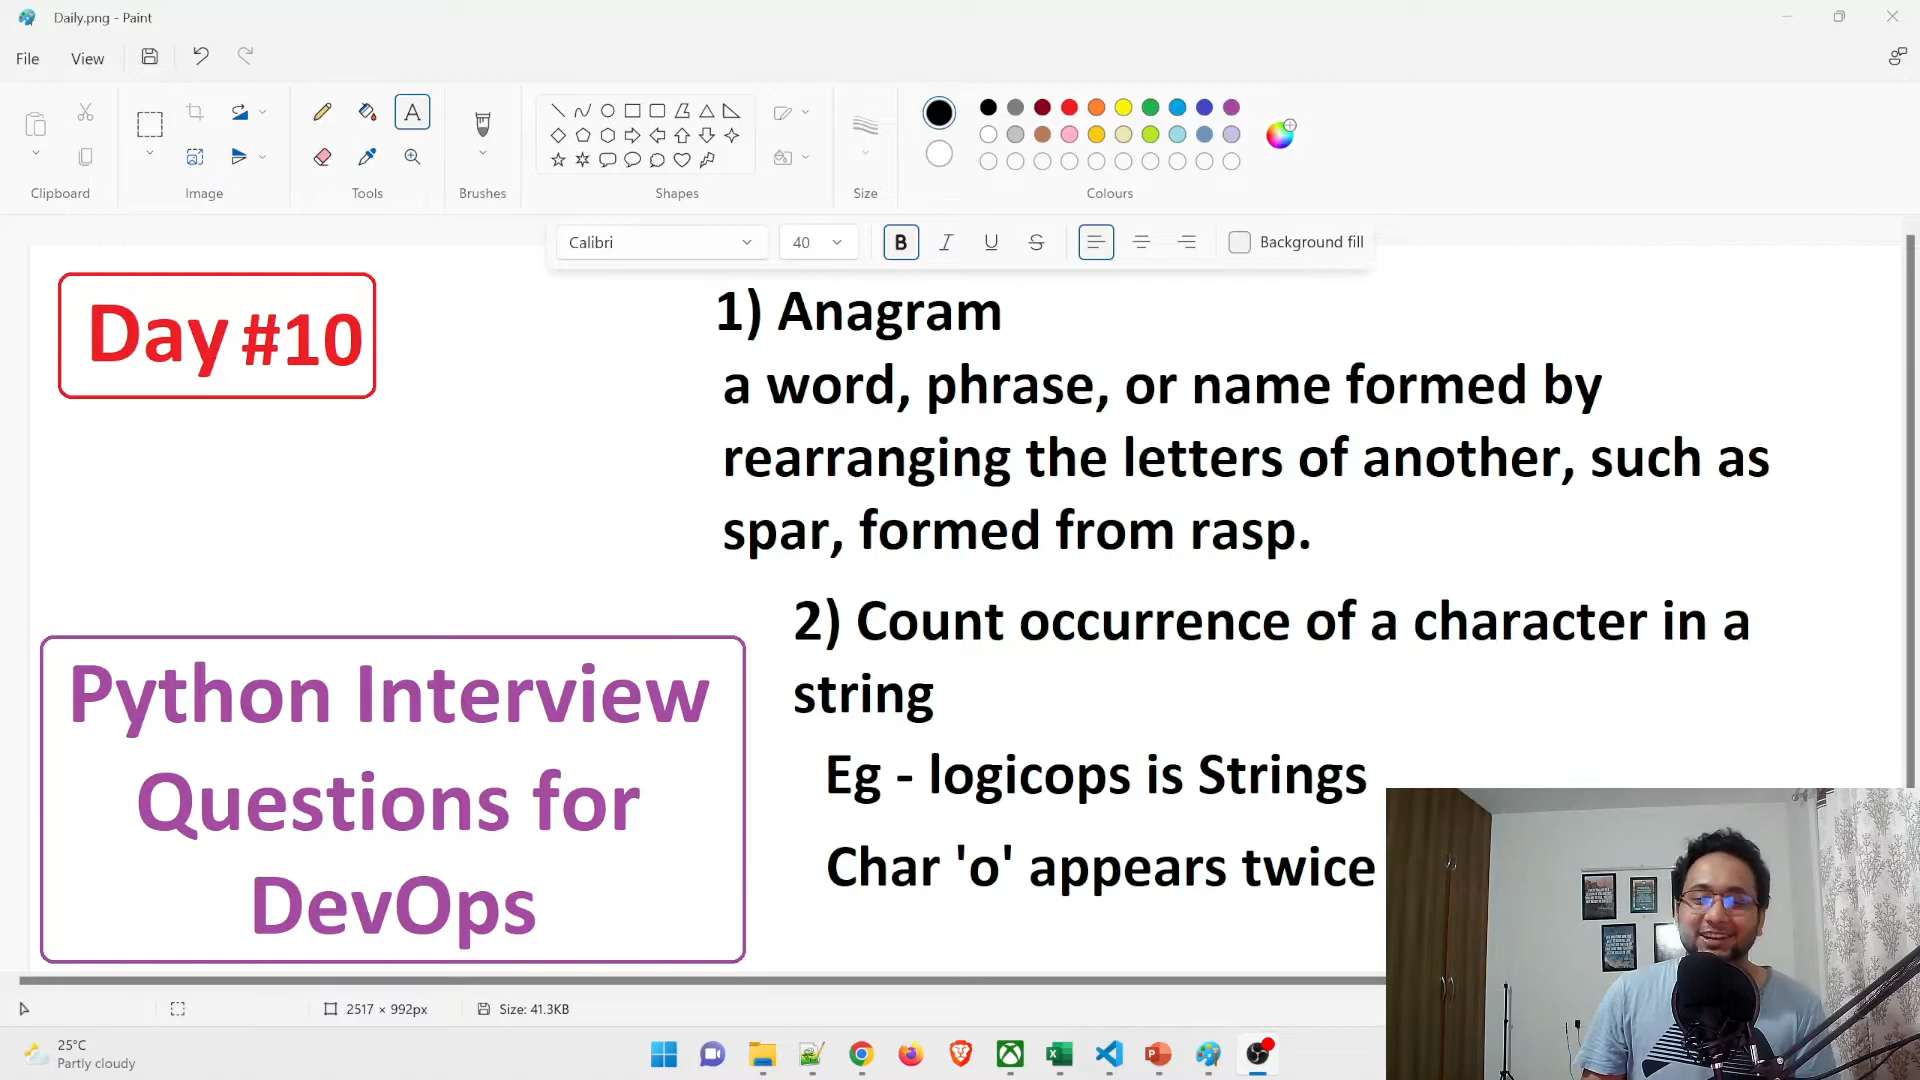 Daily.png - Paint
File
View
Clipboard
Image
Tools
Brushes
Shapes
Size
Colours
Calibri
40
B
I
U
S
Background fill
Day #10
1) Anagram
a word, phrase, or name formed by
rearranging the letters of another, such as
spar, formed from rasp.
2) Count occurrence of a character in a
string
Eg - logicops is Strings
Char 'o' appears twice
Python Interview
Questions for
DevOps
2517 × 992px
Size: 41.3KB
25°C
Partly cloudy